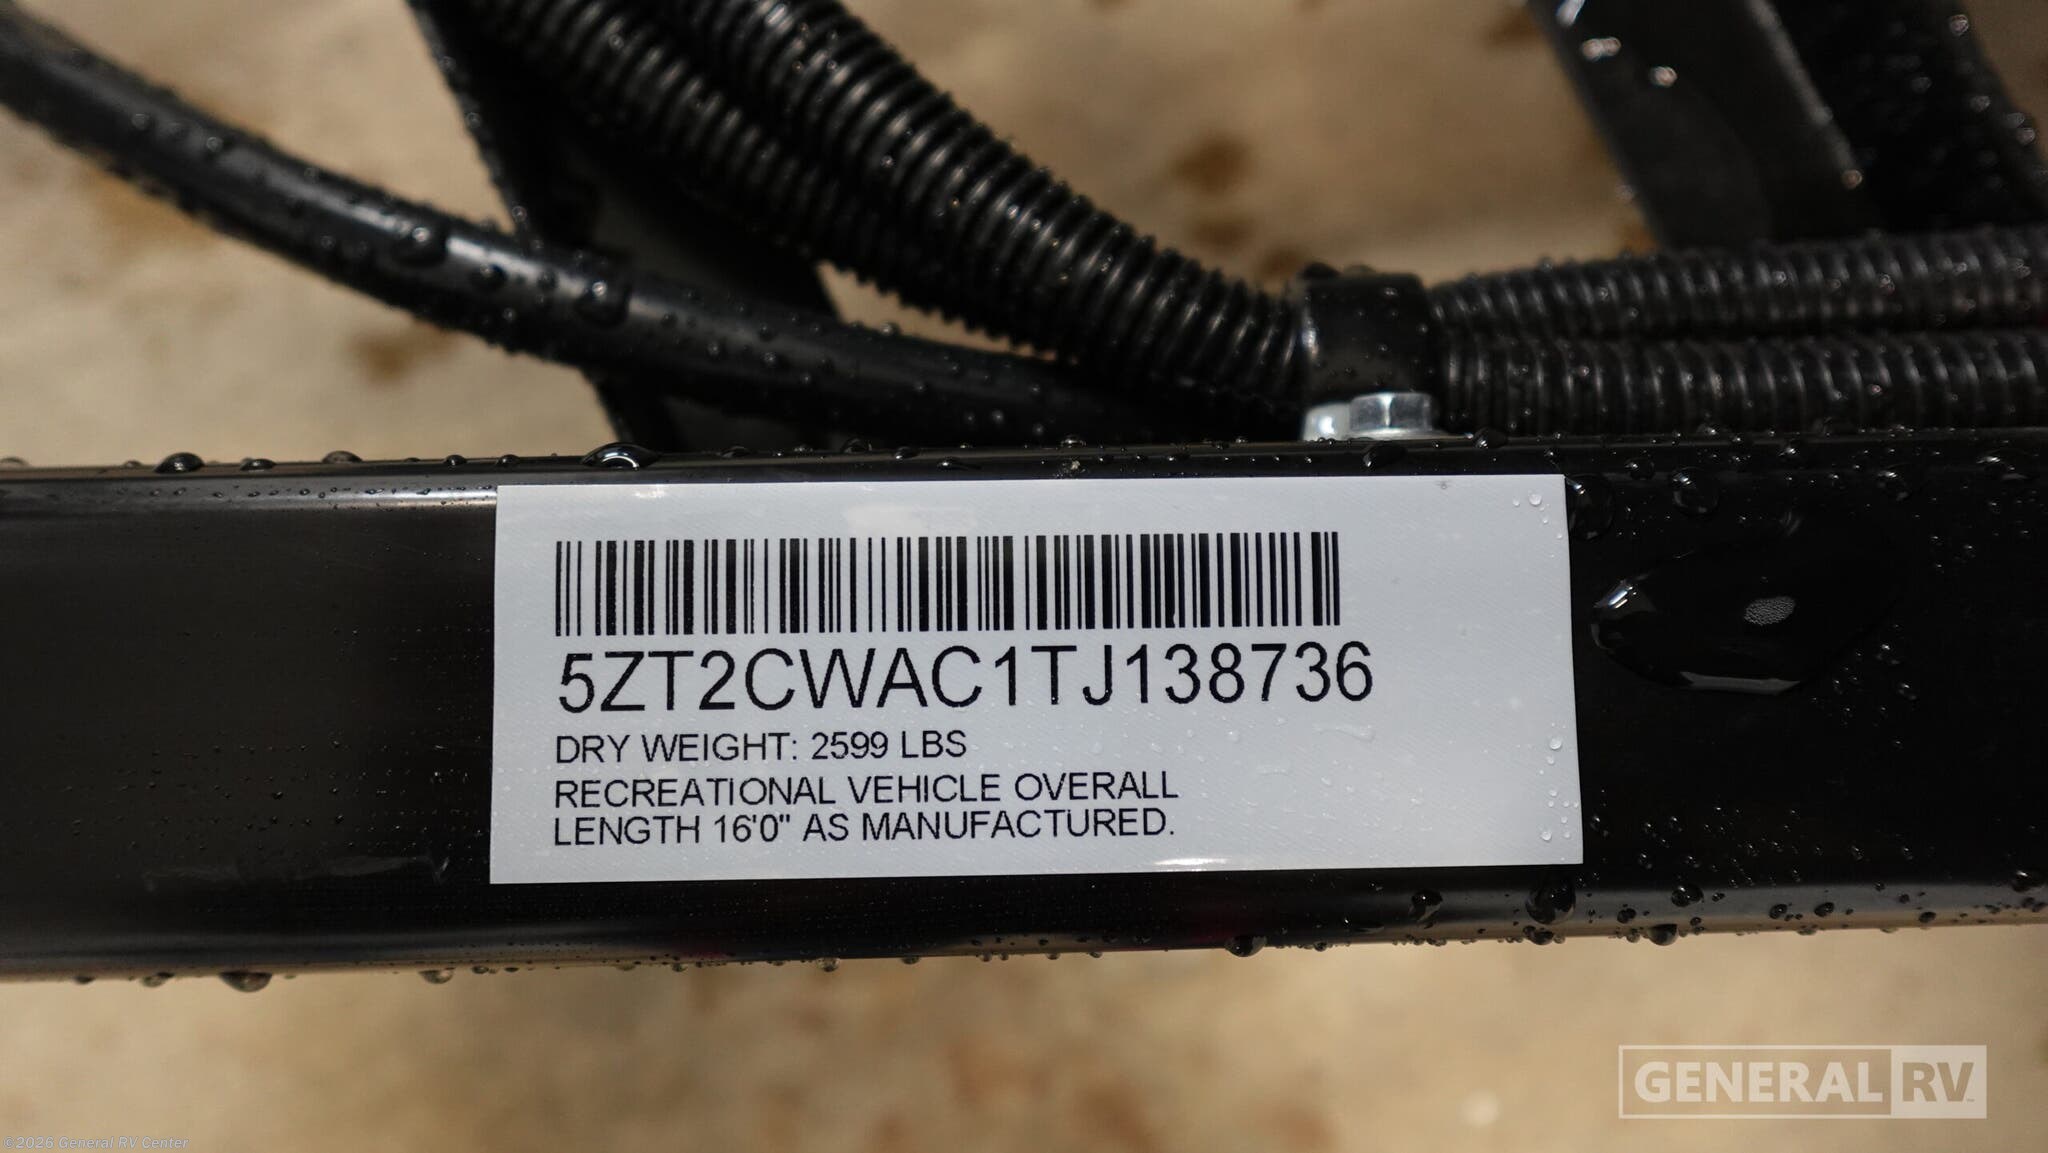 5ZT2CWAC1TJ138736
DRY WEIGHT: 2599 LBS
RECREATIONAL VEHICLE OVERALL
LENGTH 16'0" AS MANUFACTURED.
GENERAL RV
©2025 General RV Center